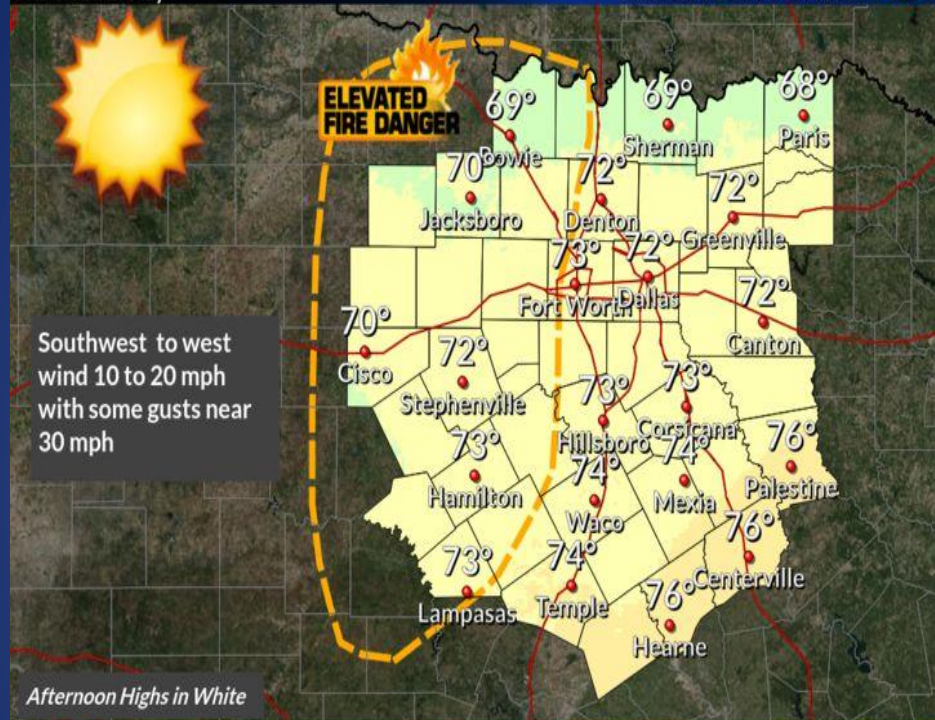 ELEVATED
FIRE DANGER
69°
Bowie
69°
Sherman
68°
Paris
70°
Jacksboro
72°
Denton
72°
Greenville
73°
Fort Worth
72°
Dallas
72°
Canton
70°
Cisco
72°
Stephenville
Southwest to west
wind 10 to 20 mph
with some gusts near
30 mph
73°
Hillsboro
73°
Corsicana
73°
Hamilton
74°
Waco
74°
Mexia
76°
Palestine
73°
Lampasas
74°
Temple
76°
Centerville
76°
Hearne
Afternoon Highs in White